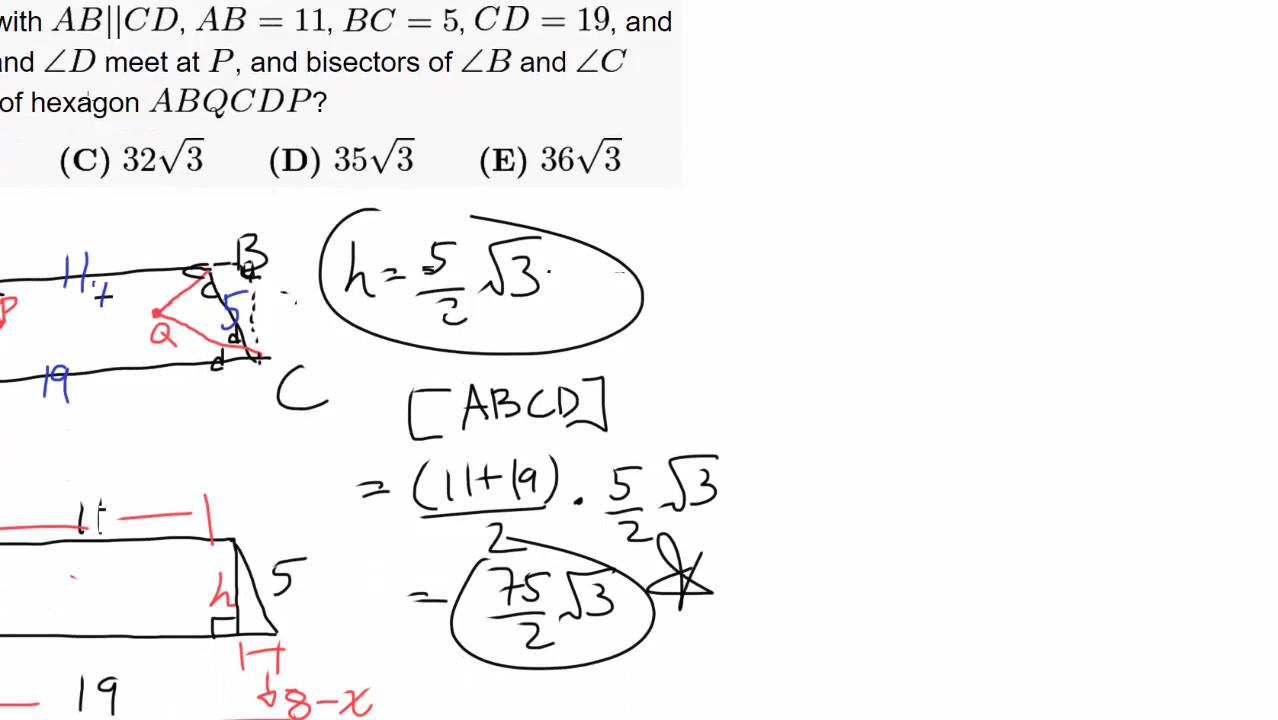 with AB||CD, AB = 11, BC = 5, CD = 19, and
and ∠D meet at P, and bisectors of ∠B and ∠C
of hexagon ABQCDP?
(C) 32√3 (D) 35√3 (E) 36√3
11
B
P
Q
5
19
C
h = 5/2 √3
[ABCD]
= (11+19)/2 · 5/2 √3
= 75/2 √3
11
h
5
19
8-x